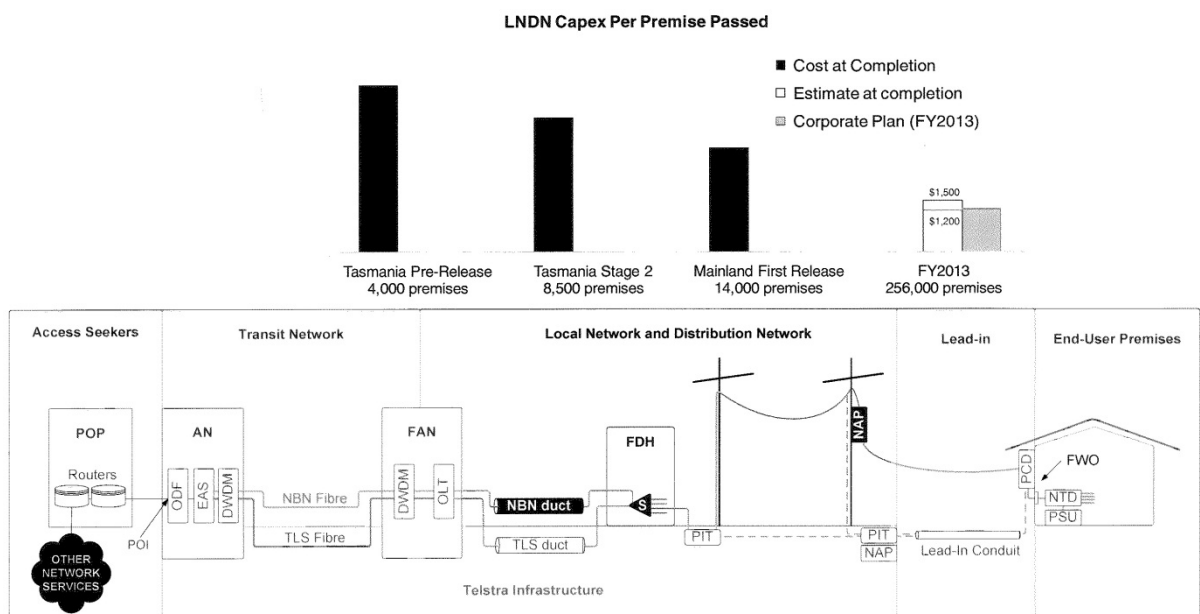 LNDN Capex Per Premise Passed
Cost at Completion
Estimate at completion
Corporate Plan (FY2013)
$1,500
$1,200
Tasmania Pre-Release
4,000 premises
Tasmania Stage 2
8,500 premises
Mainland First Release
14,000 premises
FY2013
256,000 premises
Access Seekers
Transit Network
Local Network and Distribution Network
Lead-in
End-User Premises
POP
Routers
POI
OTHER
NETWORK
SERVICES
AN
ODF
EAS
DWDM
NBN Fibre
TLS Fibre
FAN
DWDM
OLT
NBN duct
TLS duct
FDH
S
PIT
NAP
PIT
NAP
Lead-In Conduit
PCD
FWO
NTD
PSU
Telstra Infrastructure